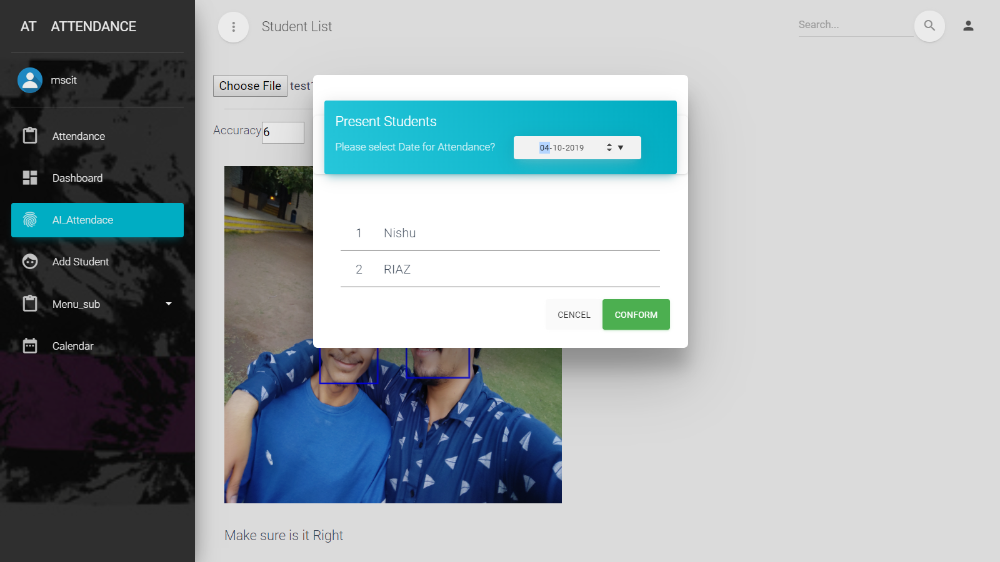 AT ATTENDANCE
mscit
Attendance
Dashboard
AI_Attendace
Add Student
Menu_sub
Calendar
Student List
Search...
Choose File test1
Accuracy 6
Present Students
Please select Date for Attendance? 04-10-2019
1 Nishu
2 RIAZ
CENCEL CONFORM
Make sure is it Right